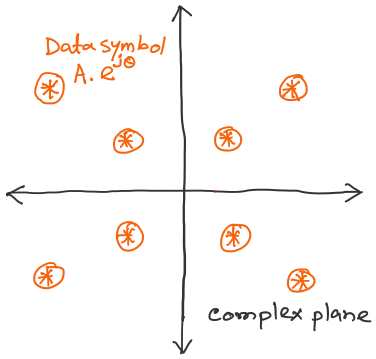 Data symbol
A. e^jθ
complex plane